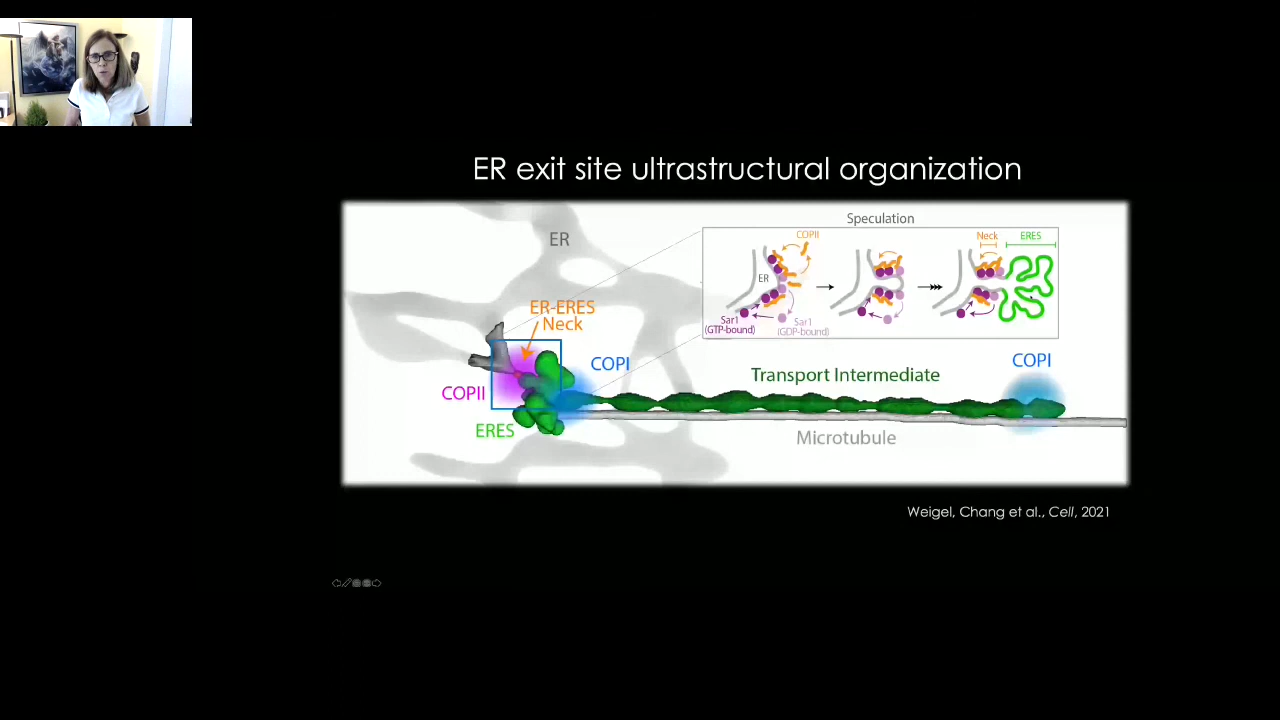 ER exit site ultrastructural organization
Speculation
COPII
ER
Sar1
(GTP-bound)
Sar1
(GDP-bound)
Neck
ERES
ER
ER-ERES
Neck
COPI
COPII
ERES
Transport Intermediate
Microtubule
COPI
Weigel, Chang et al., Cell, 2021